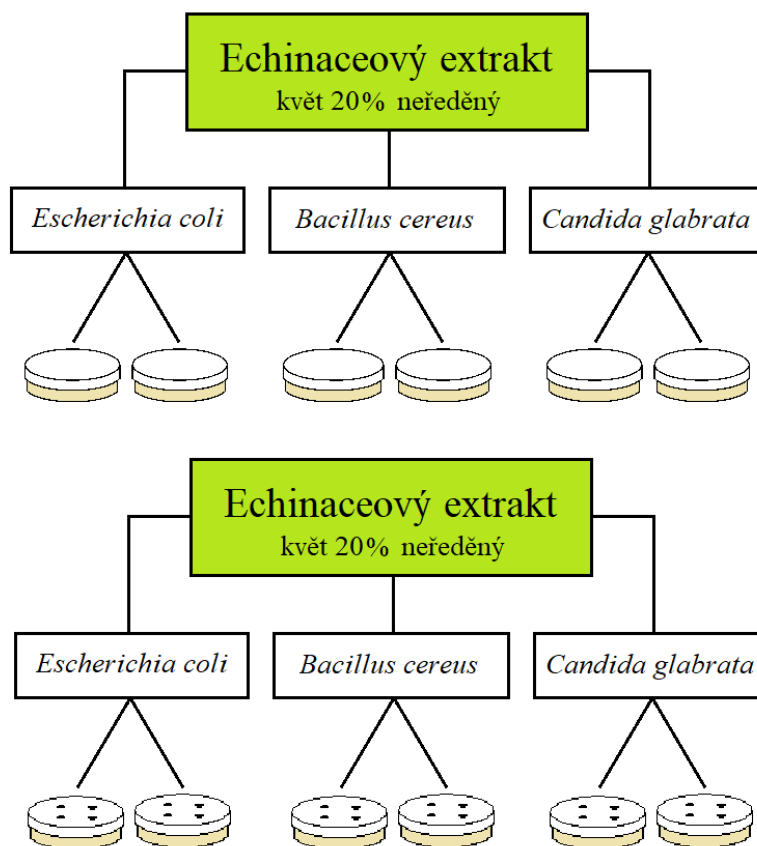 Echinaceový extrakt
květ 20% neředěný
Escherichia coli
Bacillus cereus
Candida glabrata
Echinaceový extrakt
květ 20% neředěný
Escherichia coli
Bacillus cereus
Candida glabrata